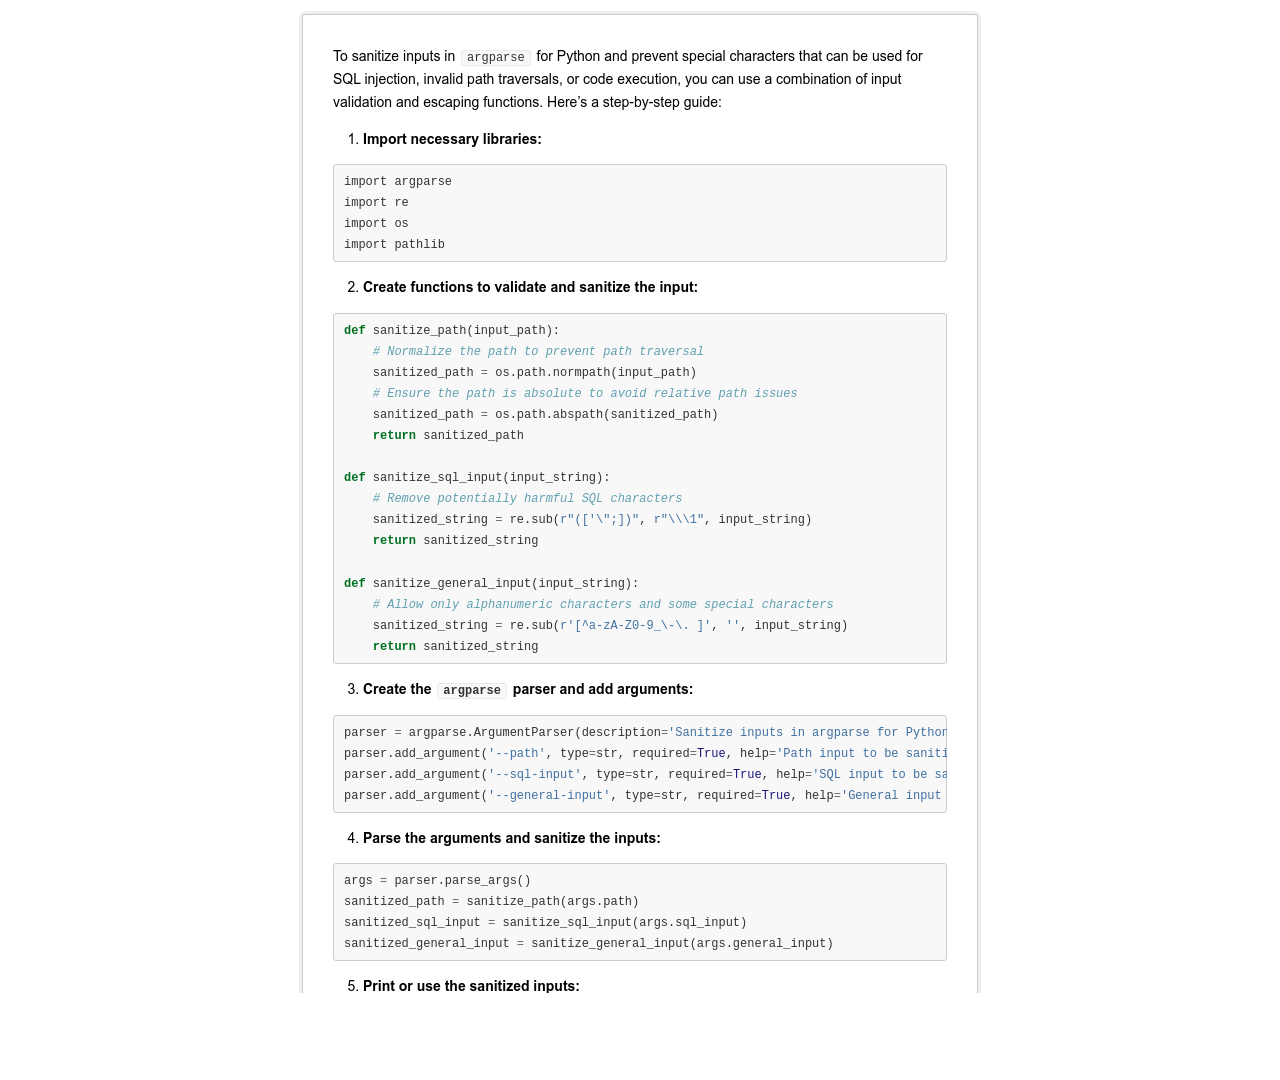 To sanitize inputs in argparse for Python and prevent special characters that can be used for
SQL injection, invalid path traversals, or code execution, you can use a combination of input
validation and escaping functions. Here’s a step-by-step guide:
1. Import necessary libraries:
import argparse
import re
import os
import pathlib
2. Create functions to validate and sanitize the input:
def sanitize_path(input_path):
    # Normalize the path to prevent path traversal
    sanitized_path = os.path.normpath(input_path)
    # Ensure the path is absolute to avoid relative path issues
    sanitized_path = os.path.abspath(sanitized_path)
    return sanitized_path
def sanitize_sql_input(input_string):
    # Remove potentially harmful SQL characters
    sanitized_string = re.sub(r"(['\";])", r"\\\1", input_string)
    return sanitized_string
def sanitize_general_input(input_string):
    # Allow only alphanumeric characters and some special characters
    sanitized_string = re.sub(r'[^a-zA-Z0-9_\-\. ]', '', input_string)
    return sanitized_string
3. Create the argparse parser and add arguments:
parser = argparse.ArgumentParser(description='Sanitize inputs in argparse for Python
parser.add_argument('--path', type=str, required=True, help='Path input to be saniti
parser.add_argument('--sql-input', type=str, required=True, help='SQL input to be sa
parser.add_argument('--general-input', type=str, required=True, help='General input
4. Parse the arguments and sanitize the inputs:
args = parser.parse_args()
sanitized_path = sanitize_path(args.path)
sanitized_sql_input = sanitize_sql_input(args.sql_input)
sanitized_general_input = sanitize_general_input(args.general_input)
5. Print or use the sanitized inputs: